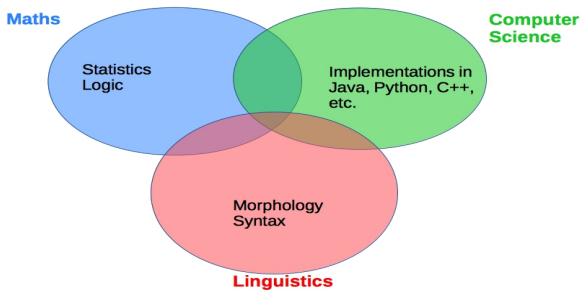 Maths
Computer
Science
Statistics
Logic
Implementations in
Java, Python, C++,
etc.
Morphology
Syntax
Linguistics